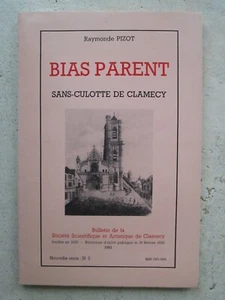 Raymonde PIZOT
BIAS PARENT
SANS-CULOTTE DE CLAMECY
Bulletin de la
Société Scientifique et Artistique de Clamecy
Nouvelle série - N° 5